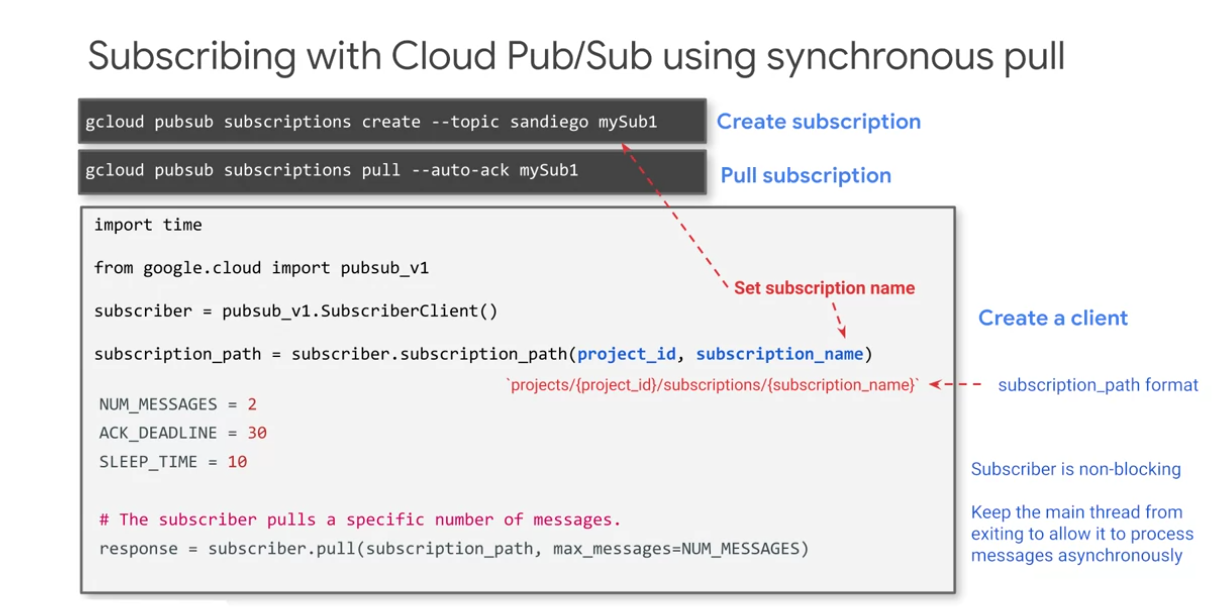 Subscribing with Cloud Pub/Sub using synchronous pull
gcloud pubsub subscriptions create --topic sandiego mySub1
Create subscription
gcloud pubsub subscriptions pull --auto-ack mySub1
Pull subscription
import time
from google.cloud import pubsub_v1
Set subscription name
subscriber = pubsub_v1.SubscriberClient()
Create a client
subscription_path = subscriber.subscription_path(project_id, subscription_name)
`projects/{project_id}/subscriptions/{subscription_name}`
subscription_path format
NUM_MESSAGES = 2
ACK_DEADLINE = 30
SLEEP_TIME = 10
Subscriber is non-blocking
# The subscriber pulls a specific number of messages.
response = subscriber.pull(subscription_path, max_messages=NUM_MESSAGES)
Keep the main thread from
exiting to allow it to process
messages asynchronously